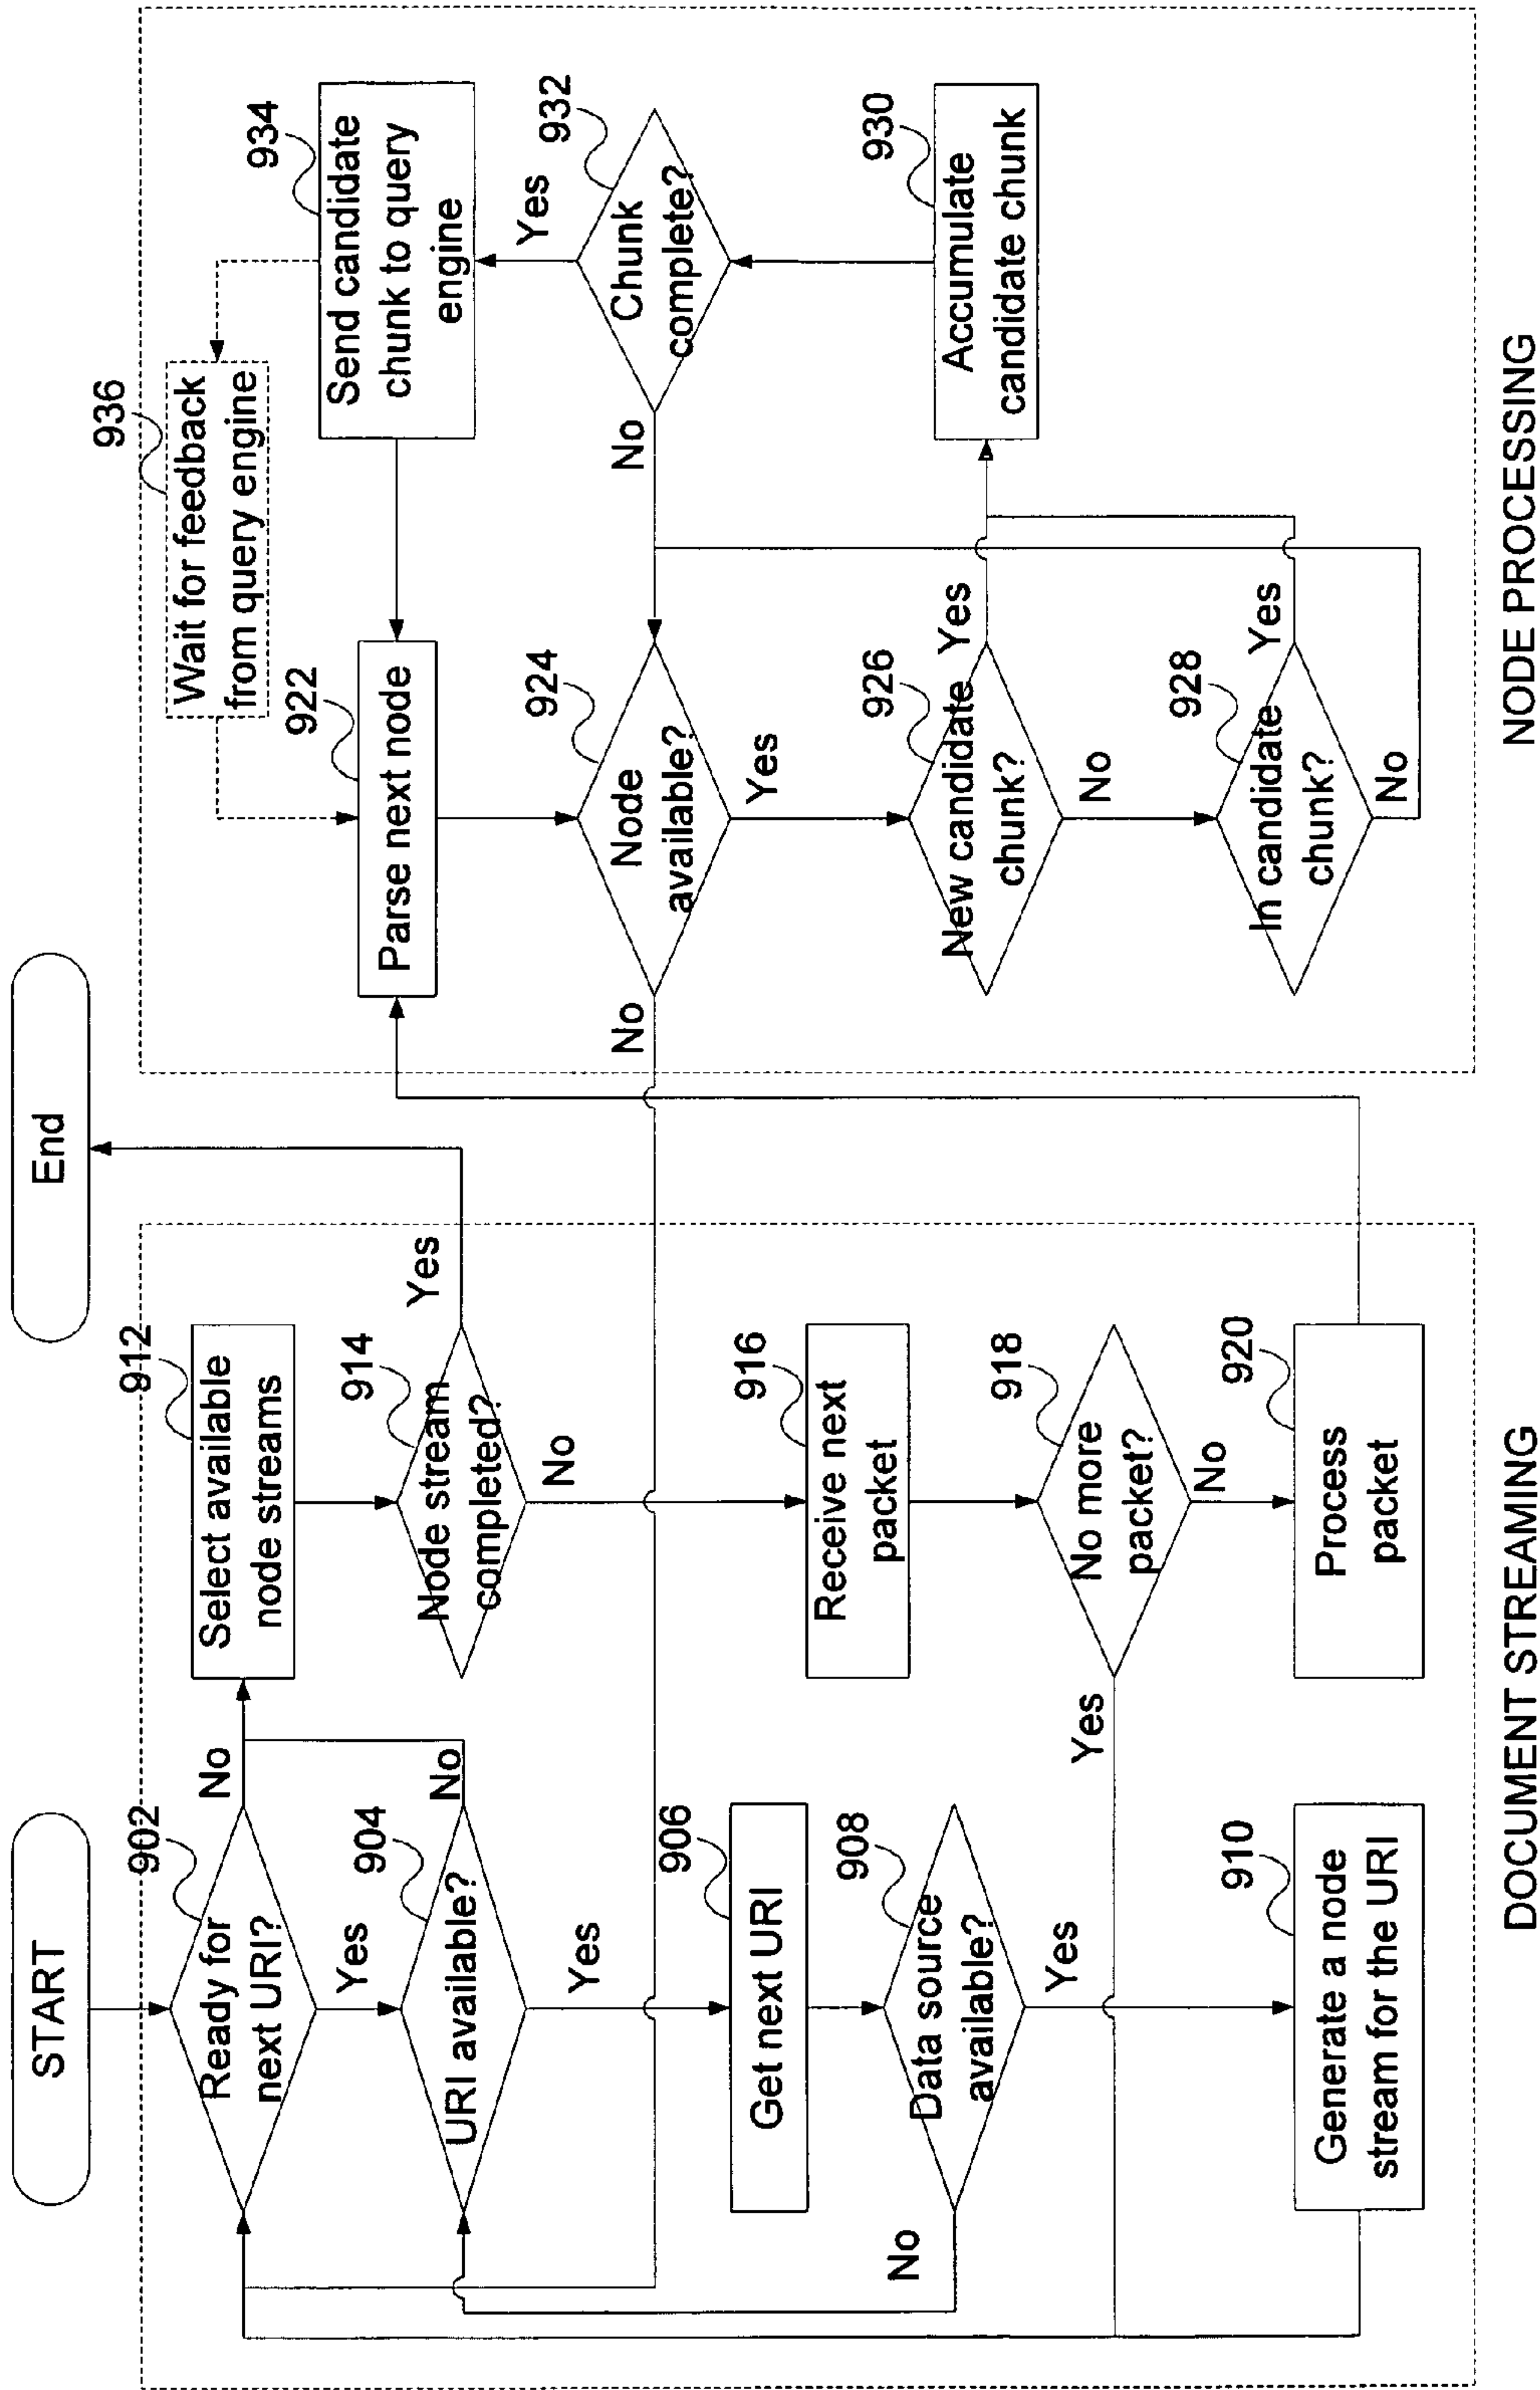 START
End
902
Ready for
next URI?
No
Yes
904
URI available?
No
Yes
906
Get next URI
908
Data source
available?
No
Yes
910
Generate a node
stream for the URI
912
Select available
node streams
914
Node stream
completed?
Yes
No
916
Receive next
packet
918
No more
packet?
Yes
No
920
Process
packet
DOCUMENT STREAMING
936
Wait for feedback
from query engine
922
Parse next node
924
Node
available?
No
Yes
926
New candidate
chunk?
Yes
No
928
In candidate
chunk?
Yes
No
934
Send candidate
chunk to query
engine
932
Chunk
complete?
Yes
No
930
Accumulate
candidate chunk
NODE PROCESSING